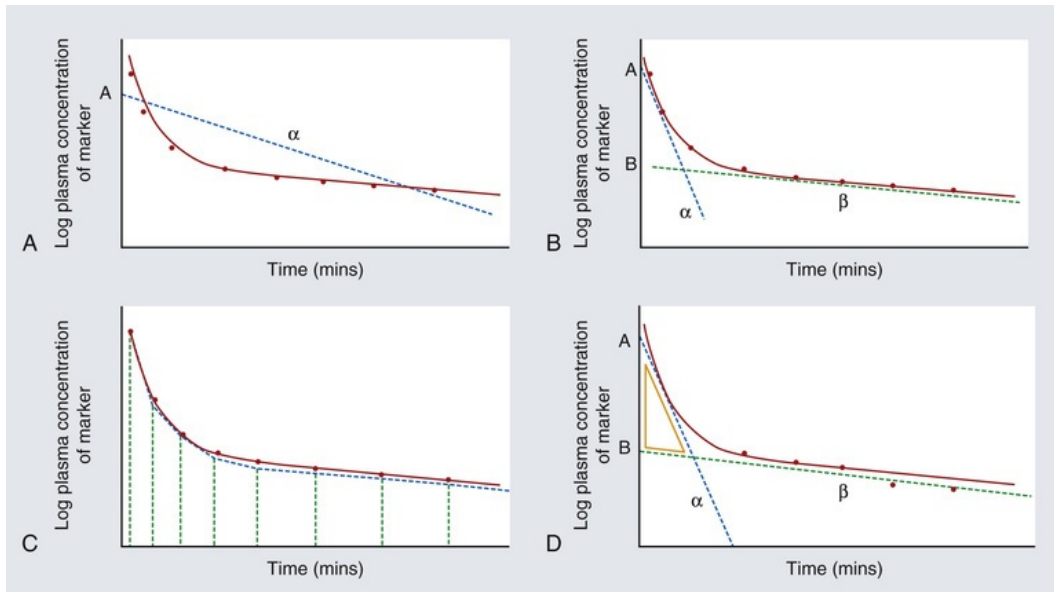 Log plasma concentration
of marker
A
α
A
Time (mins)
Log plasma concentration
of marker
A
B
α
β
B
Time (mins)
Log plasma concentration
of marker
C
Time (mins)
Log plasma concentration
of marker
A
B
α
β
D
Time (mins)